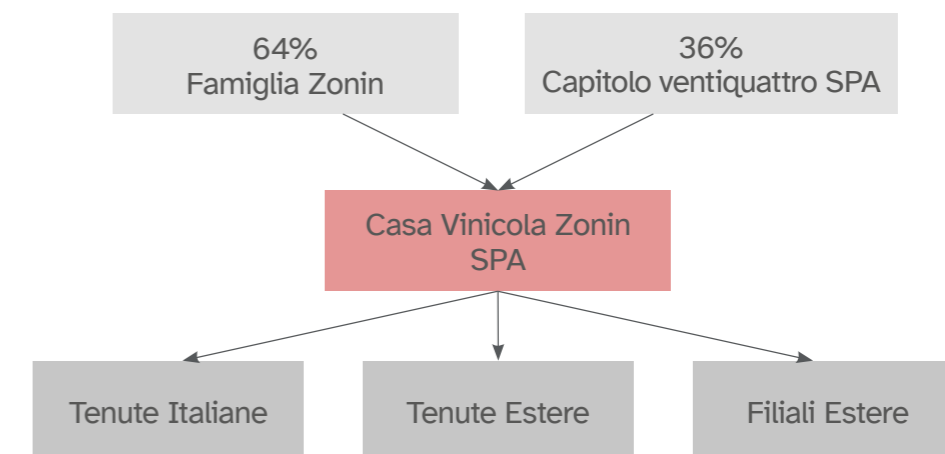 64%
Famiglia Zonin
36%
Capitolo ventiquattro SPA
Casa Vinicola Zonin
SPA
Tenute Italiane
Tenute Estere
Filiali Estere